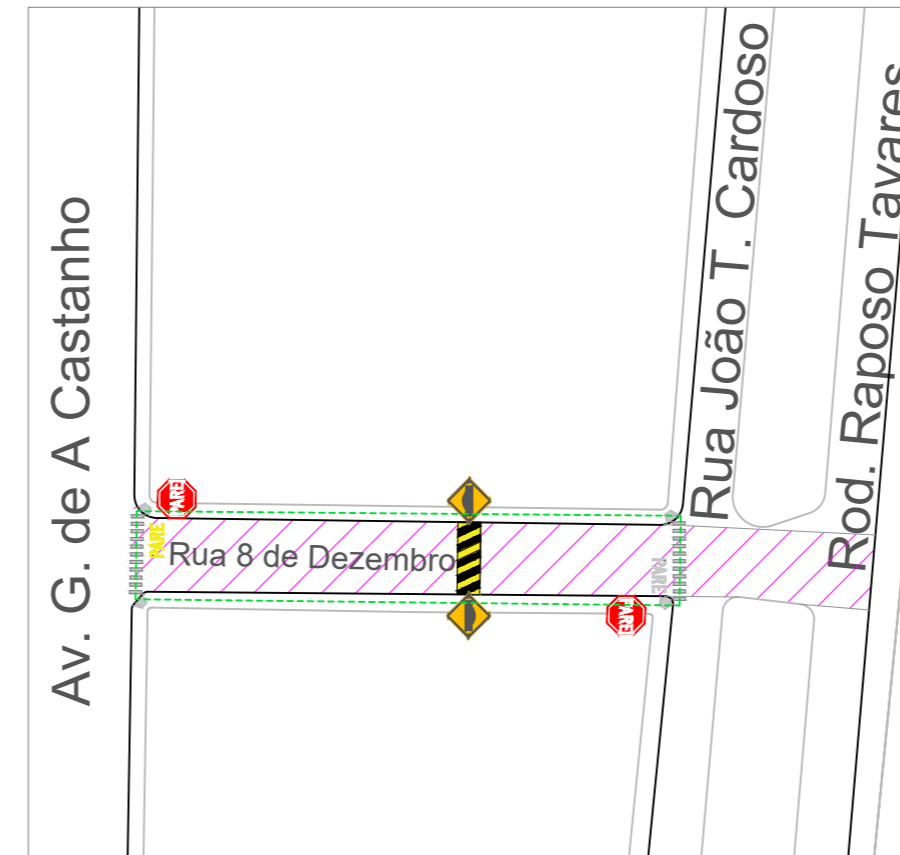 Av. G. de A Castanho
Rua João T. Cardoso
Rod. Raposo Tavares
PARE
PARE
Rua 8 de Dezembro
PARE
PARE